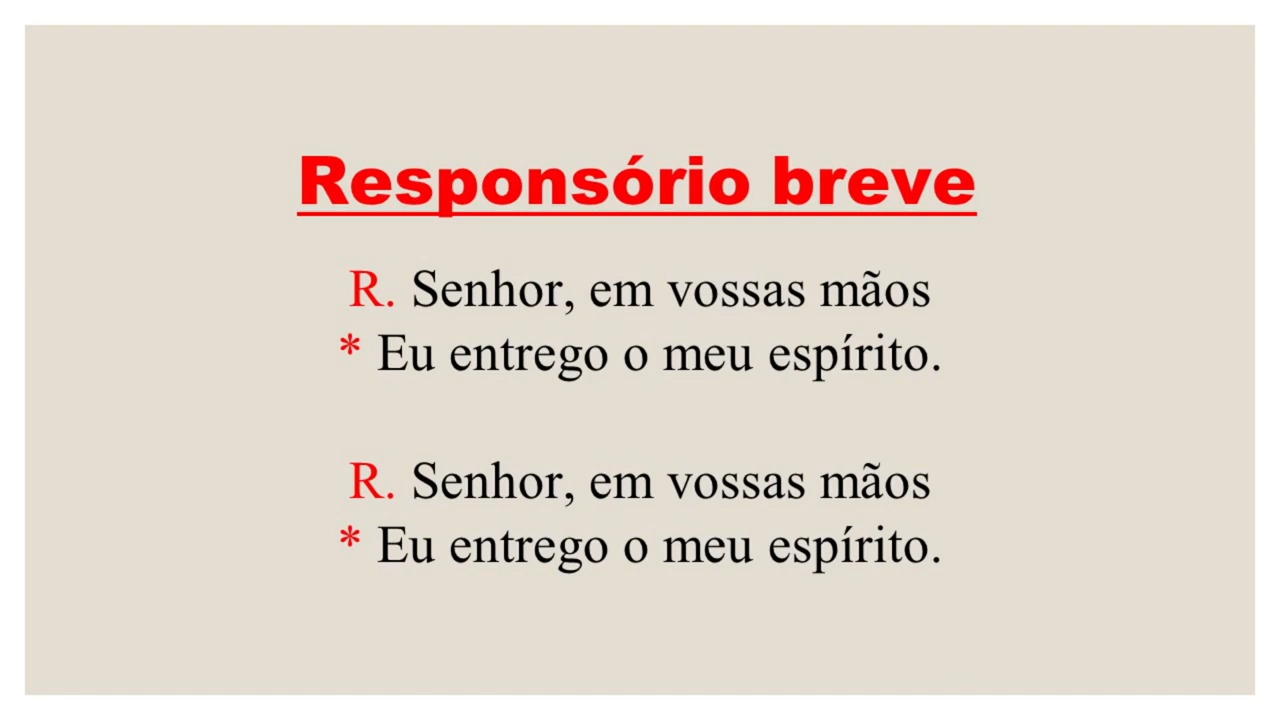 Responsório breve
R. Senhor, em vossas mãos
* Eu entrego o meu espírito.
R. Senhor, em vossas mãos
* Eu entrego o meu espírito.